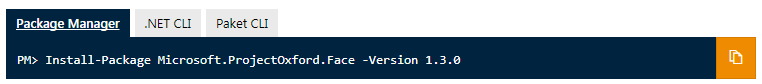 Package Manager .NET CLI Paket CLI
PM> Install-Package Microsoft.ProjectOxford.Face -Version 1.3.0